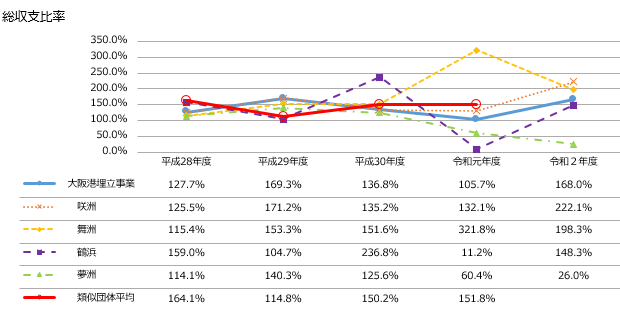 総収支比率
350.0%
300.0%
250.0%
200.0%
150.0%
100.0%
50.0%
0.0%
平成28年度 平成29年度 平成30年度 令和元年度 令和２年度
大阪港埋立事業 127.7% 169.3% 136.8% 105.7% 168.0%
咲洲 125.5% 171.2% 135.2% 132.1% 222.1%
舞洲 115.4% 153.3% 151.6% 321.8% 198.3%
鶴浜 159.0% 104.7% 236.8% 11.2% 148.3%
夢洲 114.1% 140.3% 125.6% 60.4% 26.0%
類似団体平均 164.1% 114.8% 150.2% 151.8%